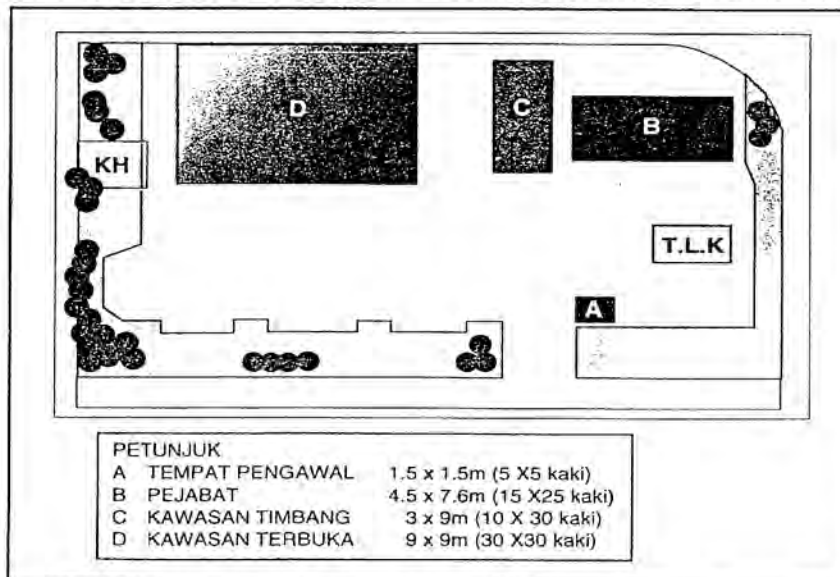 D
C
B
KH
T.L.K
A
PETUNJUK
A TEMPAT PENGAWAL 1.5 x 1.5m (5 X5 kaki)
B PEJABAT 4.5 x 7.6m (15 X25 kaki)
C KAWASAN TIMBANG 3 x 9m (10 X 30 kaki)
D KAWASAN TERBUKA 9 x 9m (30 X30 kaki)